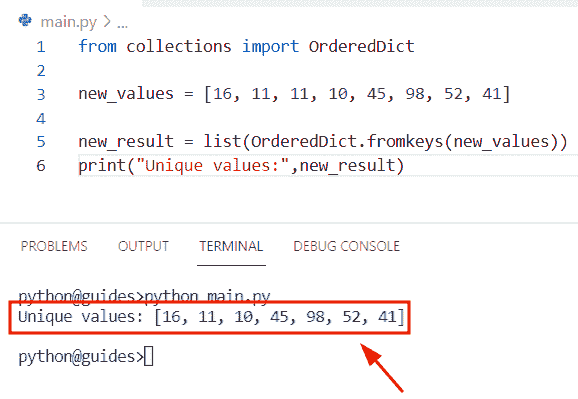 main.py > ...
1 from collections import OrderedDict
2
3 new_values = [16, 11, 11, 10, 45, 98, 52, 41]
4
5 new_result = list(OrderedDict.fromkeys(new_values))
6 print("Unique values:",new_result)
PROBLEMS OUTPUT TERMINAL DEBUG CONSOLE
python@guides>python main.py
Unique values: [16, 11, 10, 45, 98, 52, 41]
python@guides>